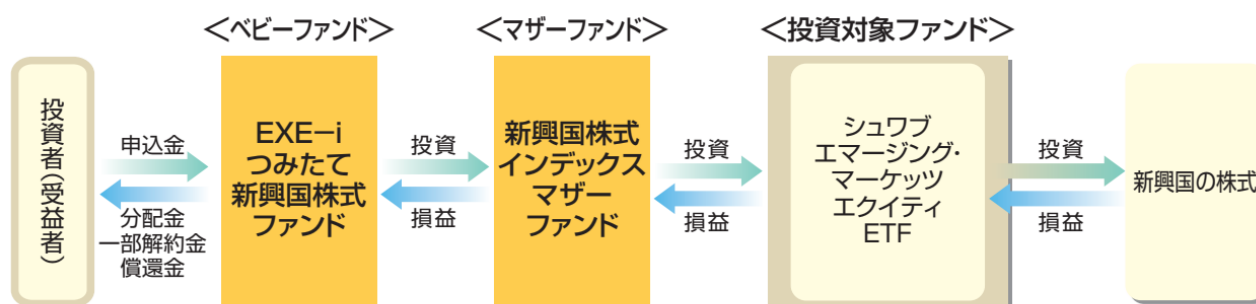 ＜ベビーファンド＞
＜マザーファンド＞
＜投資対象ファンド＞
投資者（受益者）
申込金
分配金
一部解約金
償還金
EXE－i
つみたて
新興国株式
ファンド
投資
損益
新興国株式
インデックス
マザー
ファンド
投資
損益
シュワブ
エマージング・
マーケッツ
エクイティ
ETF
投資
損益
新興国の株式